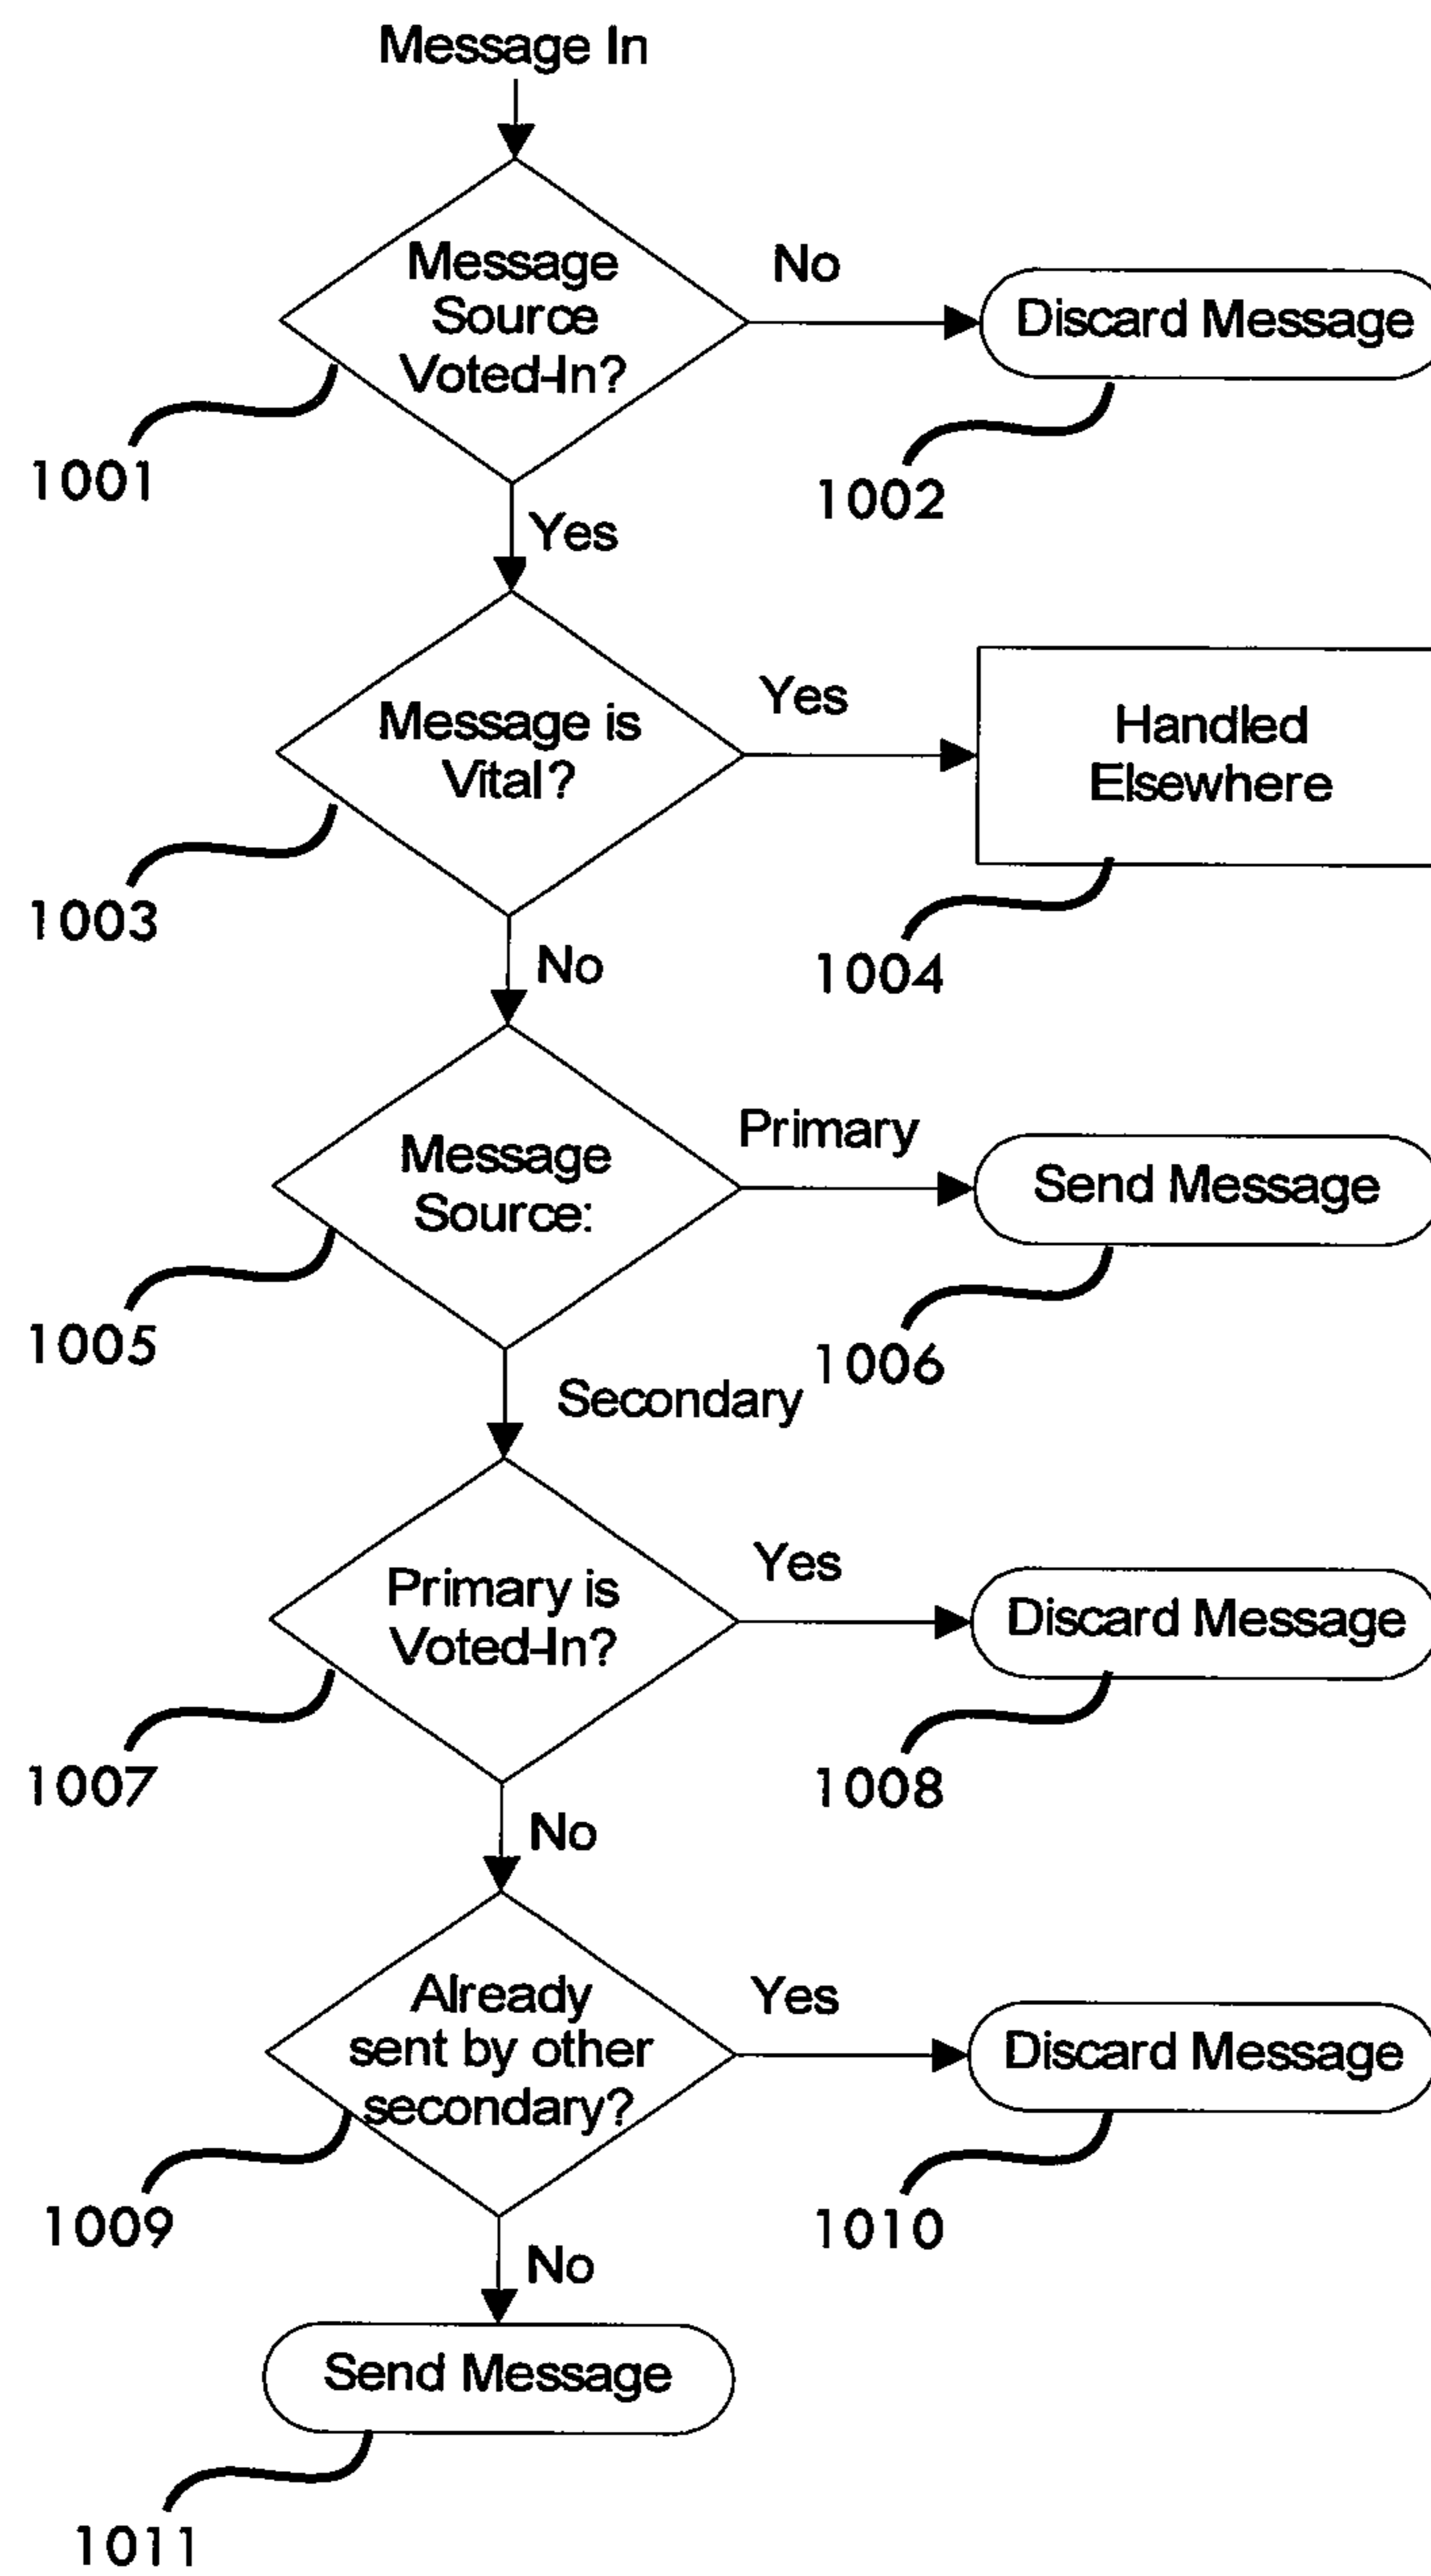 Message In
Message
Source
Voted-In?
No
Discard Message
1001
1002
Yes
Message is
Vital?
Yes
Handled
Elsewhere
1003
1004
No
Message
Source:
Primary
Send Message
1005
1006
Secondary
Primary is
Voted-In?
Yes
Discard Message
1007
1008
No
Already
sent by other
secondary?
Yes
Discard Message
1009
1010
No
Send Message
1011